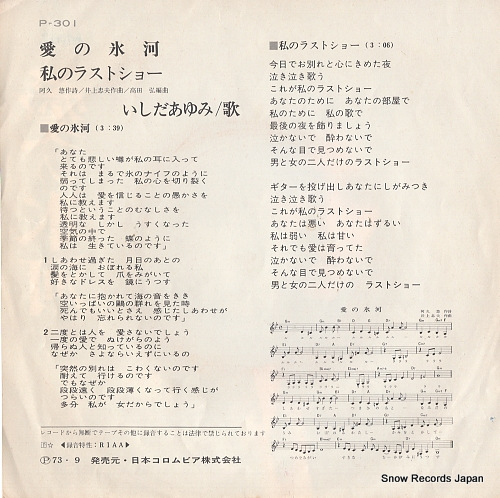 P-301
愛の氷河
私のラストショー
阿久 悠作詩/井上忠夫作曲/高田 弘編曲
いしだあゆみ/歌
■愛の氷河 (3:39)
「あなた
とても悲しい噂が私の耳に入って
来るのです
それは まるで氷のナイフのように
弱ってしまった 私の心を切り裂く
のです
人人は 愛を信じることの愚かさを
私に教えます
待つということのむなしさを
私に教えます
透明な しかし うすくなった
空気の中で
季節の終った 蝶のように
私は 生きているのです」
1 しあわせ過ぎた 月日のあとの
涙の海に おぼれる私
髪をとかして 爪をみがいて
好きなドレスを 鏡にうつす
「あなたに抱かれて海の音をきき
空いっぱいの鷗の群れを見た時
死んでもいいとさえ 感じたしあわせが
今は 忘れられないのです」
2 二度とは人を 愛さないでしょう
一度の愛で ぬけがらのよう
帰らぬ人と知っているのに
なぜか さよならいえずにいるの
「突然の別れは こわくないのです
耐えて 行けるのです
でもなぜか
段段遠く 段段薄くなって行く感じが
つらいのです
多分 私が 女だからでしょう」
レコードから無断でテープその他に録音することは法律で禁じられております
◀録音特性:RIAA▶
Ⓟ73・9 発売元・日本コロムビア株式会社
■私のラストショー (3:06)
今日でお別れと心にきめた夜
泣き泣き歌う
これが私のラストショー
あなたのために あなたの部屋で
私のために 私の歌で
最後の夜を飾りましょう
泣かないで 酔わないで
そんな目で見つめないで
男と女の二人だけのラストショー
ギターを投げ出しあなたにしがみつき
泣き泣き歌う
これが私のラストショー
あなたは悪い あなたはずるい
私は弱い 私は甘い
それでも愛は育ってた
泣かないで 酔わないで
そんな目で見つめないで
男と女の二人だけの ラストショー
愛の氷河
阿久 悠 作詩
井上忠夫 作曲
Snow Records Japan